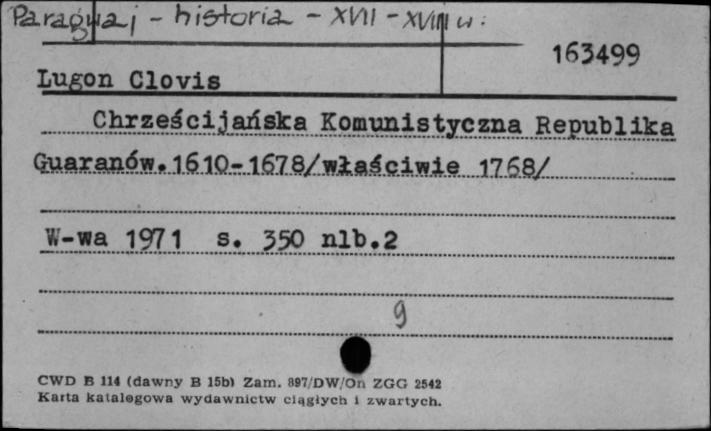 Paraguaj - historia - XVII - XVIII w.
163499
Lugon Clovis
Chrześcijańska Komunistyczna Republika
Guaranów.1610-1678/właściwie 1768/
W-wa 1971 s. 350 nlb.2
9
CWD B 114 (dawny B 15b) Zam. 897/DW/On ZGG 2542
Karta katalogowa wydawnictw ciągłych i zwartych.